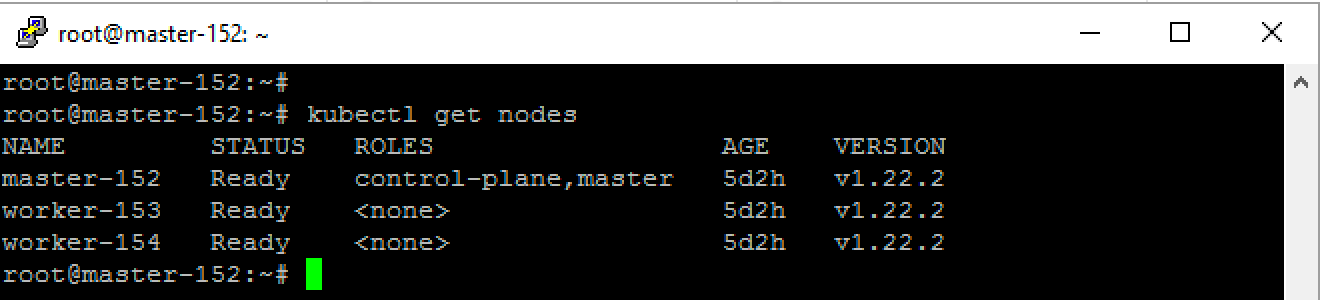 root@master-152: ~
root@master-152:~#
root@master-152:~# kubectl get nodes
NAME         STATUS   ROLES                  AGE    VERSION
master-152   Ready    control-plane,master   5d2h   v1.22.2
worker-153   Ready    <none>                 5d2h   v1.22.2
worker-154   Ready    <none>                 5d2h   v1.22.2
root@master-152:~#